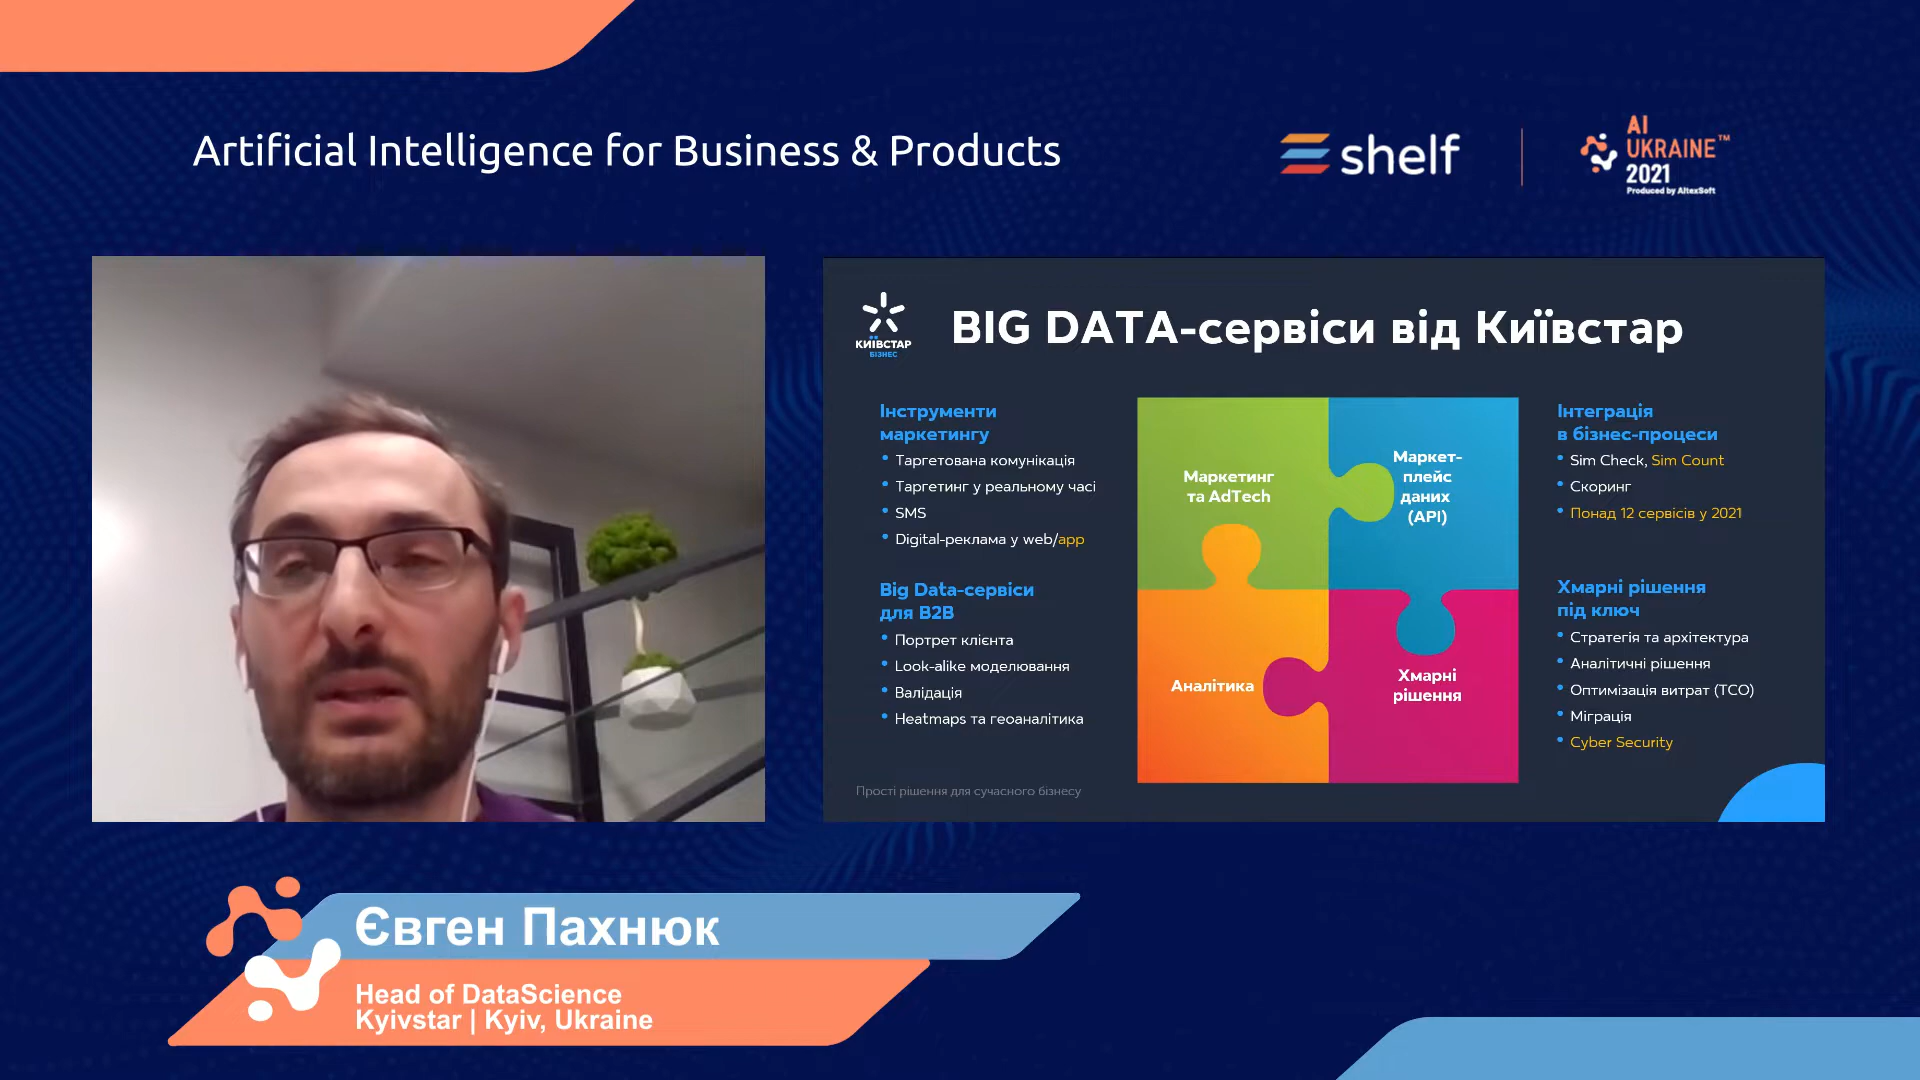 Artificial Intelligence for Business & Products
shelf
AI
UKRAINE™
2021
Produced by AltexSoft
КИЇВСТАР
БІЗНЕС
BIG DATA-сервіси від Київстар
Інструменти
маркетингу
• Таргетована комунікація
• Таргетинг у реальному часі
• SMS
• Digital-реклама у web/app
Big Data-сервіси
для B2B
• Портрет клієнта
• Look-alike моделювання
• Валідація
• Heatmaps та геоаналітика
Маркетинг
та AdTech
Маркет-
плейс
даних
(API)
Аналітика
Хмарні
рішення
Інтеграція
в бізнес-процеси
• Sim Check, Sim Count
• Скоринг
• Понад 12 сервісів у 2021
Хмарні рішення
під ключ
• Стратегія та архітектура
• Аналітичні рішення
• Оптимізація витрат (TCO)
• Міграція
• Cyber Security
Прості рішення для сучасного бізнесу
Євген Пахнюк
Head of DataScience
Kyivstar | Kyiv, Ukraine